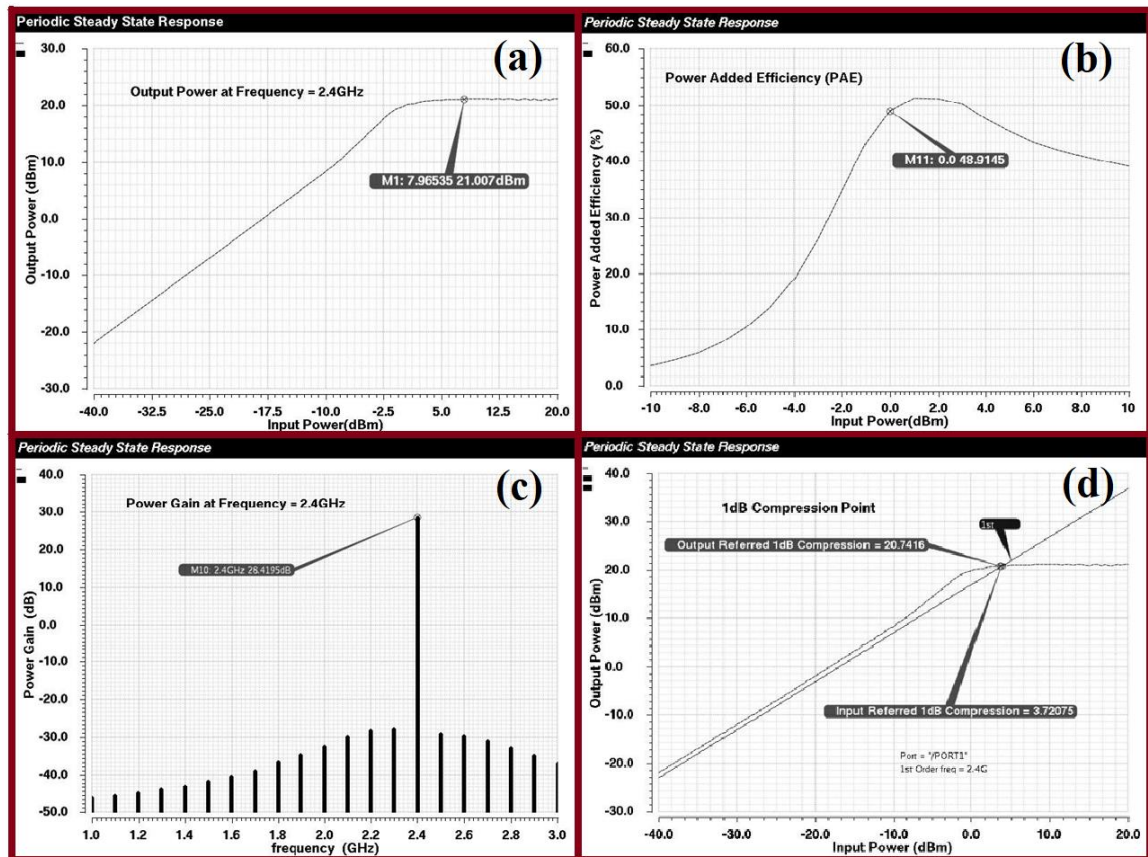 Periodic Steady State Response
(a)
Output Power at Frequency = 2.4GHz
M1: 7.96535 21.007dBm
Output Power (dBm)
30.0
20.0
10.0
0.0
-10.0
-20.0
-30.0
-40.0 -32.5 -25.0 -17.5 -10.0 -2.5 5.0 12.5 20.0
Input Power(dBm)
Periodic Steady State Response
(b)
Power Added Efficiency (PAE)
M11: 0.0 48.9145
Power Added Efficiency (%)
60.0
50.0
40.0
30.0
20.0
10.0
0.0
-10 -8.0 -6.0 -4.0 -2.0 0.0 2.0 4.0 6.0 8.0 10
Input Power(dBm)
Periodic Steady State Response
(c)
Power Gain at Frequency = 2.4GHz
M10: 2.4GHz 28.4195dB
Power Gain (dB)
40.0
30.0
20.0
10.0
0.0
-10.0
-20.0
-30.0
-40.0
-50.0
1.0 1.2 1.4 1.6 1.8 2.0 2.2 2.4 2.6 2.8 3.0
frequency (GHz)
Periodic Steady State Response
(d)
1dB Compression Point
1st
Output Referred 1dB Compression = 20.7416
Input Referred 1dB Compression = 3.72075
Port = "/PORT1"
1st Order freq = 2.4G
Output Power (dBm)
40.0
30.0
20.0
10.0
0.0
-10.0
-20.0
-30.0
-40.0 -30.0 -20.0 -10.0 0.0 10.0 20.0
Input Power (dBm)